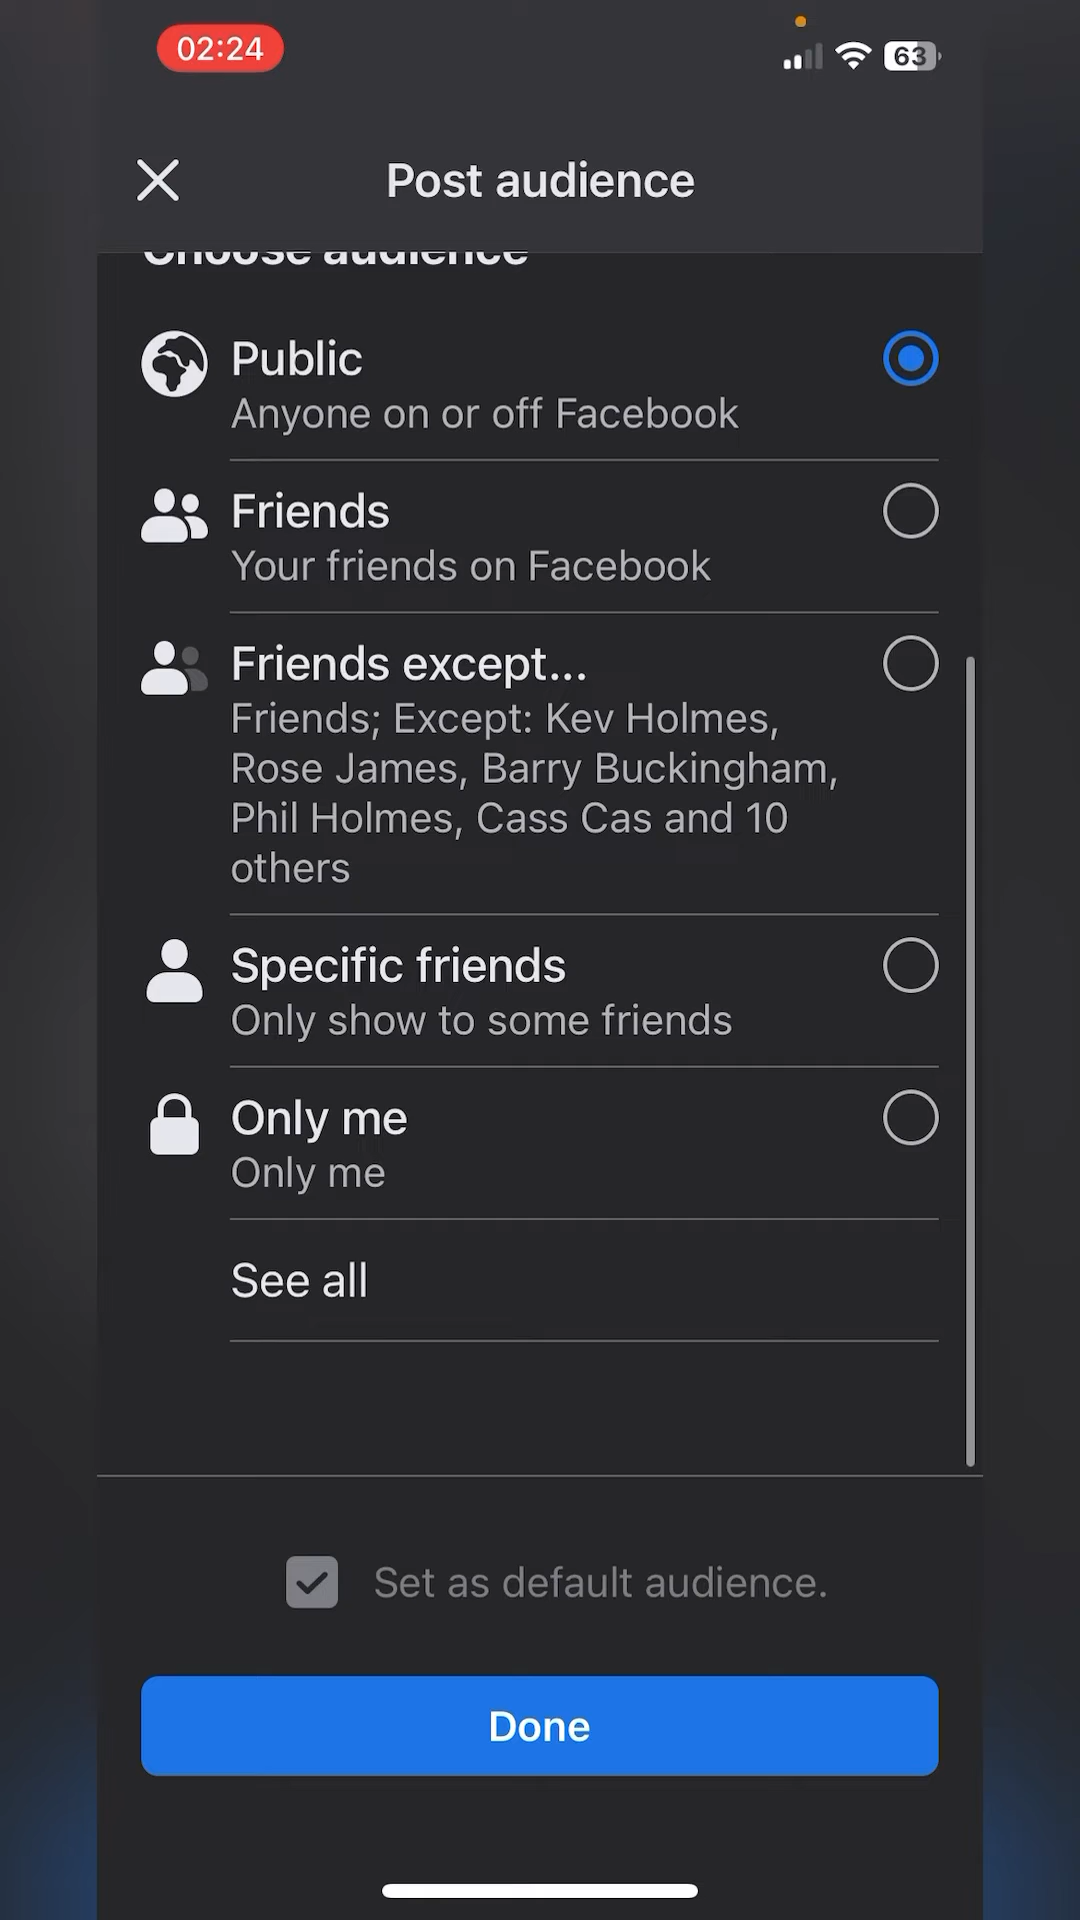 02:24
63
Post audience
Choose audience
Public
Anyone on or off Facebook
Friends
Your friends on Facebook
Friends except...
Friends; Except: Kev Holmes,
Rose James, Barry Buckingham,
Phil Holmes, Cass Cas and 10
others
Specific friends
Only show to some friends
Only me
Only me
See all
Set as default audience.
Done